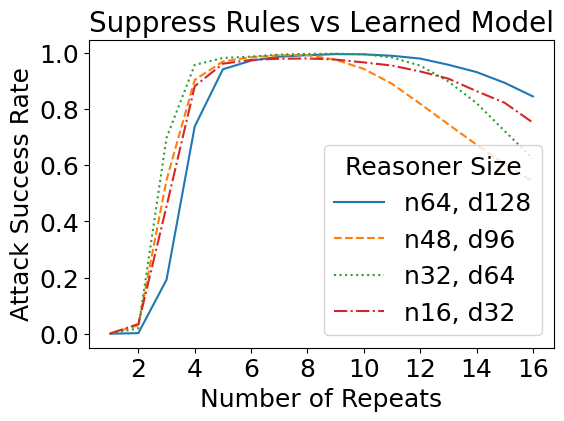 Suppress Rules vs Learned Model
Attack Success Rate
1.0
0.8
0.6
0.4
0.2
0.0
Reasoner Size
n64, d128
n48, d96
n32, d64
n16, d32
2 4 6 8 10 12 14 16
Number of Repeats